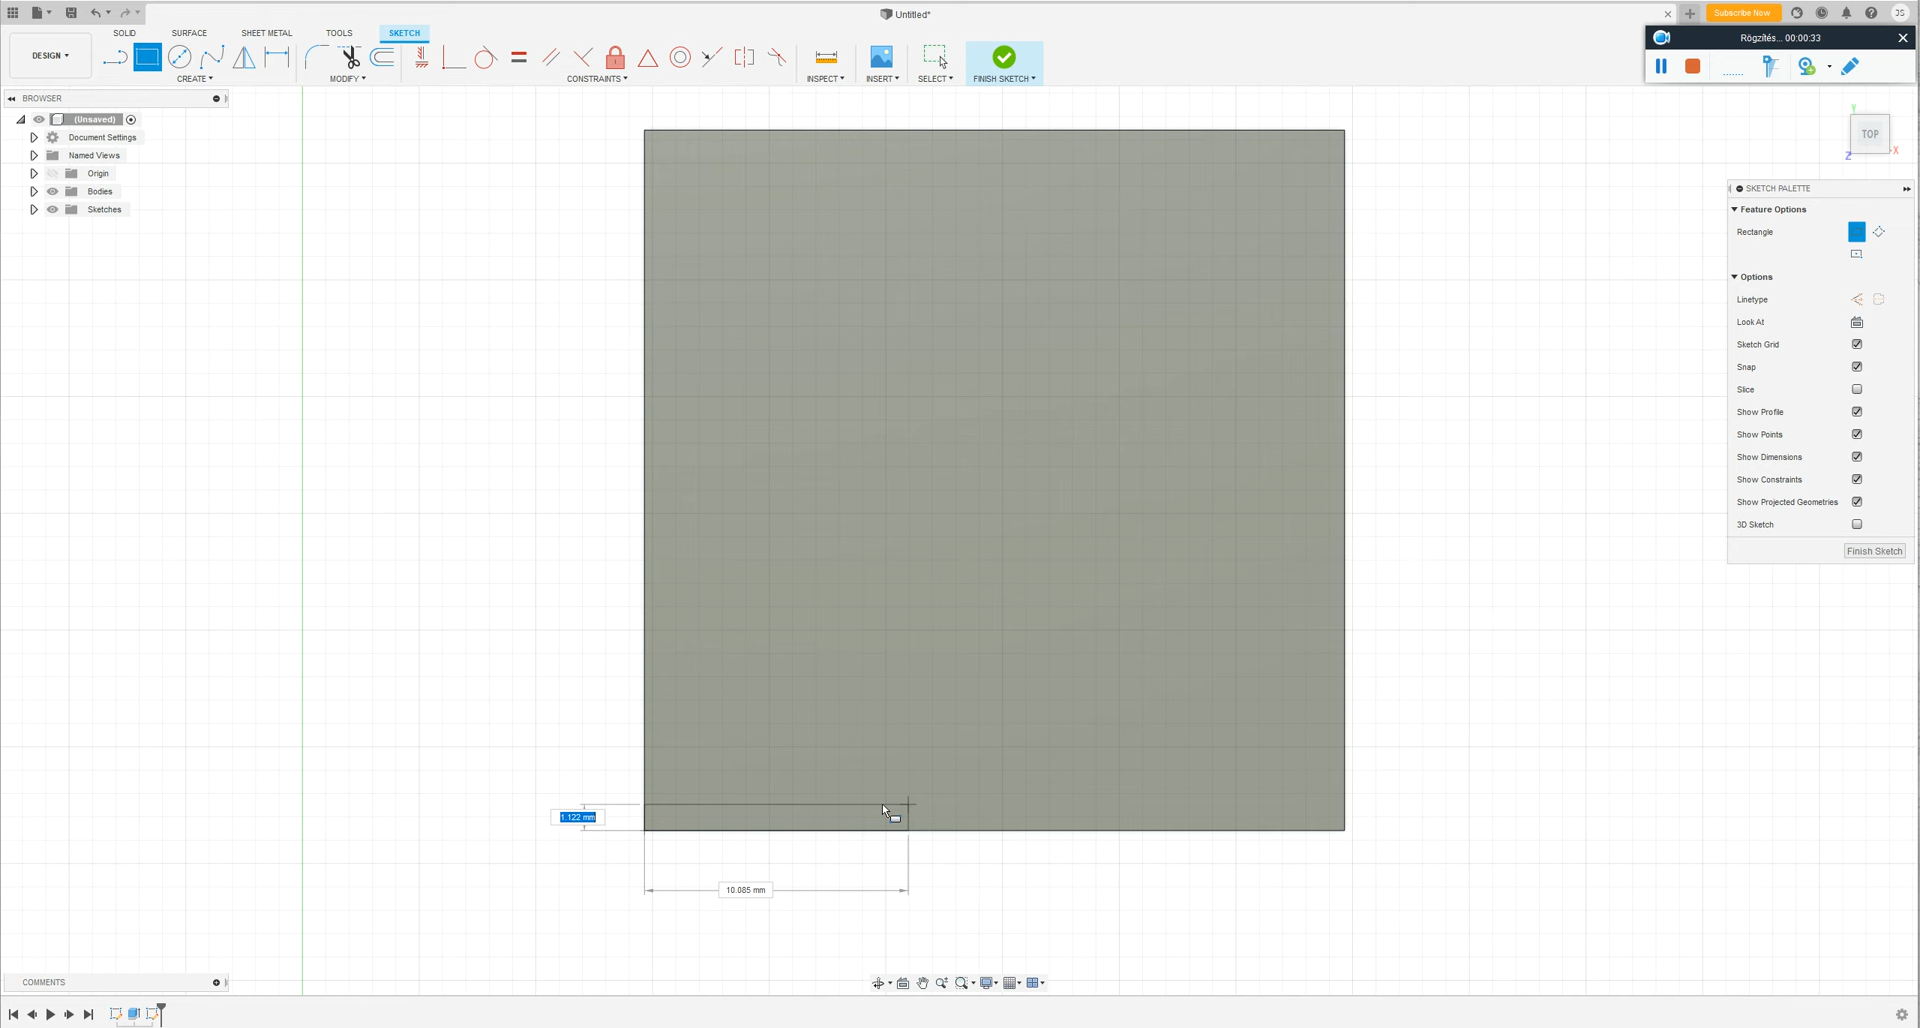 Untitled*
Subscribe Now
JS
SOLID
SURFACE
SHEET METAL
TOOLS
SKETCH
Rögzítés... 00:00:33
DESIGN
CREATE
MODIFY
CONSTRAINTS
INSPECT
INSERT
SELECT
FINISH SKETCH
BROWSER
(Unsaved)
Document Settings
Named Views
Origin
Bodies
Sketches
Y
TOP
X
Z
SKETCH PALETTE
Feature Options
Rectangle
Options
Linetype
Look At
Sketch Grid
Snap
Slice
Show Profile
Show Points
Show Dimensions
Show Constraints
Show Projected Geometries
3D Sketch
Finish Sketch
1.122 mm
10.085 mm
COMMENTS